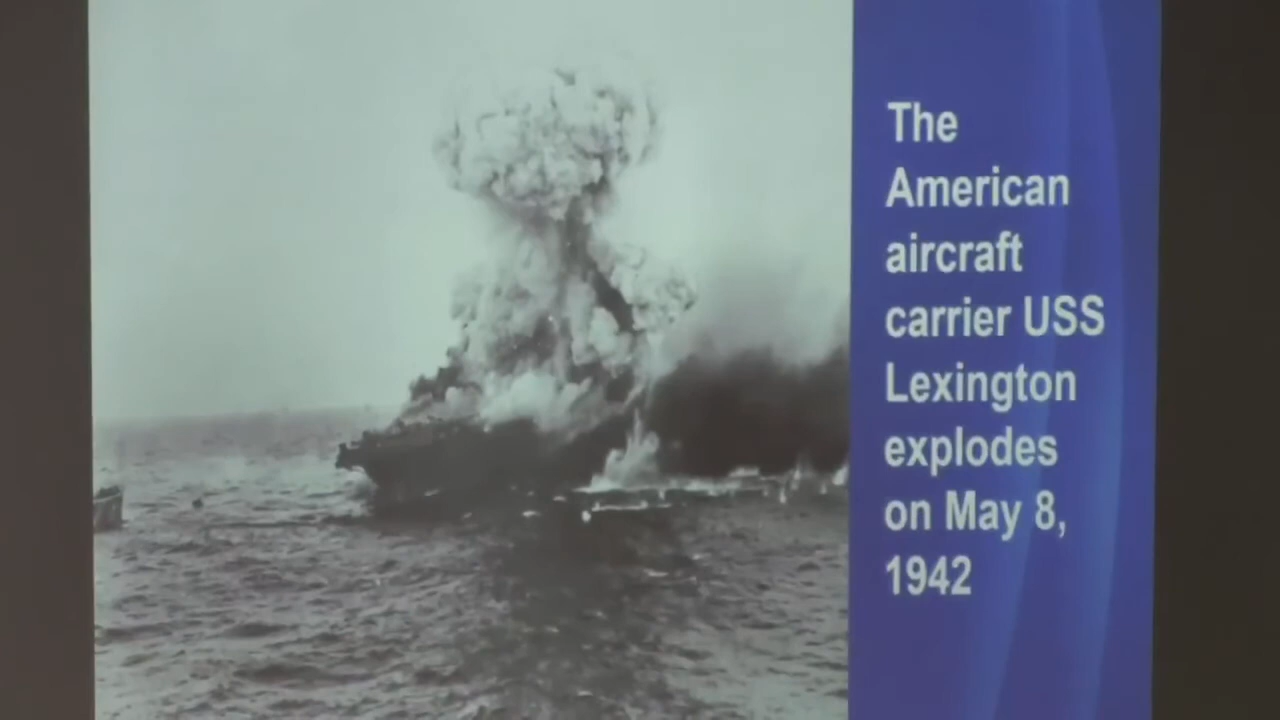 The
American
aircraft
carrier USS
Lexington
explodes
on May 8,
1942